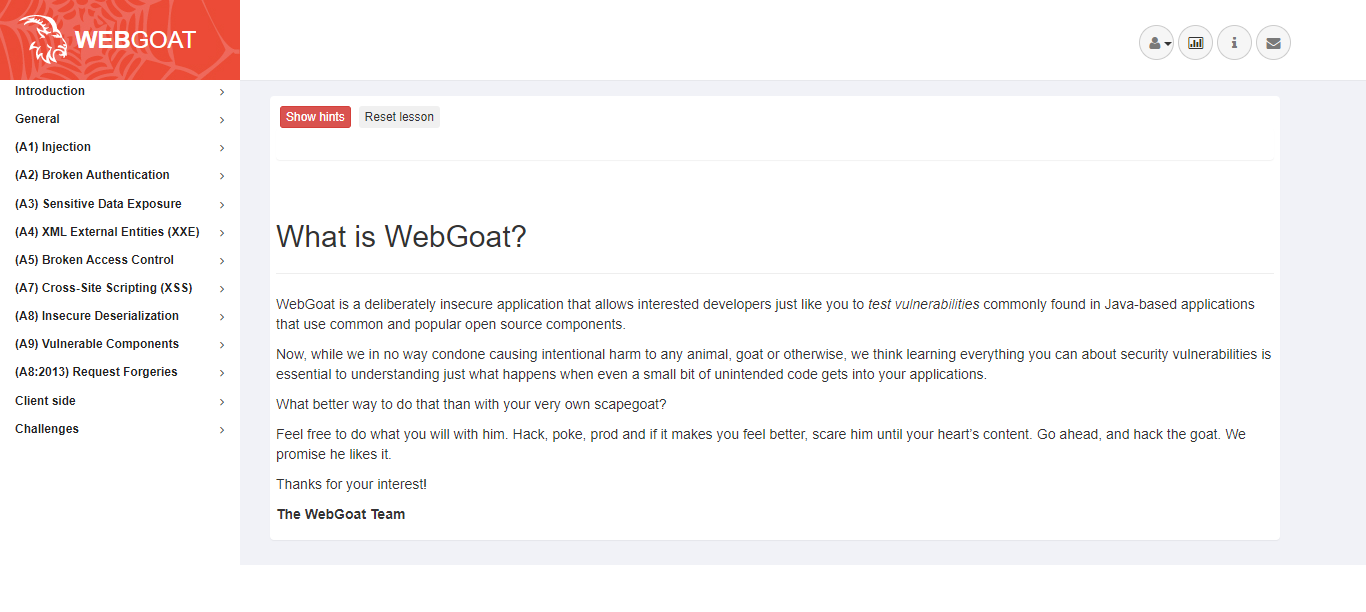 WEBGOAT
Introduction
General
(A1) Injection
(A2) Broken Authentication
(A3) Sensitive Data Exposure
(A4) XML External Entities (XXE)
(A5) Broken Access Control
(A7) Cross-Site Scripting (XSS)
(A8) Insecure Deserialization
(A9) Vulnerable Components
(A8:2013) Request Forgeries
Client side
Challenges
Show hints Reset lesson
What is WebGoat?
WebGoat is a deliberately insecure application that allows interested developers just like you to test vulnerabilities commonly found in Java-based applications
that use common and popular open source components.
Now, while we in no way condone causing intentional harm to any animal, goat or otherwise, we think learning everything you can about security vulnerabilities is
essential to understanding just what happens when even a small bit of unintended code gets into your applications.
What better way to do that than with your very own scapegoat?
Feel free to do what you will with him. Hack, poke, prod and if it makes you feel better, scare him until your heart’s content. Go ahead, and hack the goat. We
promise he likes it.
Thanks for your interest!
The WebGoat Team